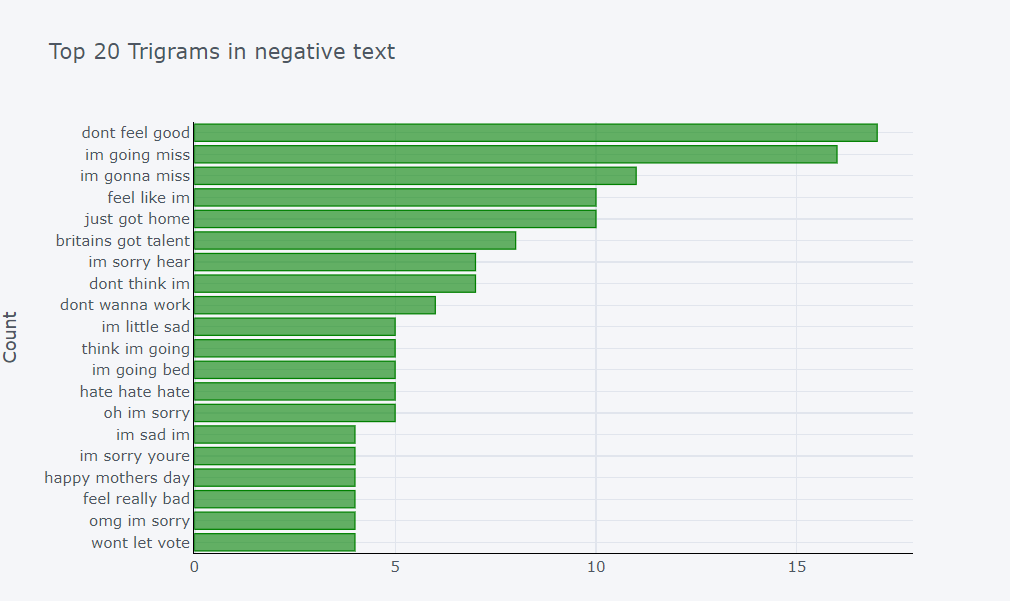 Top 20 Trigrams in negative text
Count
dont feel good
im going miss
im gonna miss
feel like im
just got home
britains got talent
im sorry hear
dont think im
dont wanna work
im little sad
think im going
im going bed
hate hate hate
oh im sorry
im sad im
im sorry youre
happy mothers day
feel really bad
omg im sorry
wont let vote
0 5 10 15